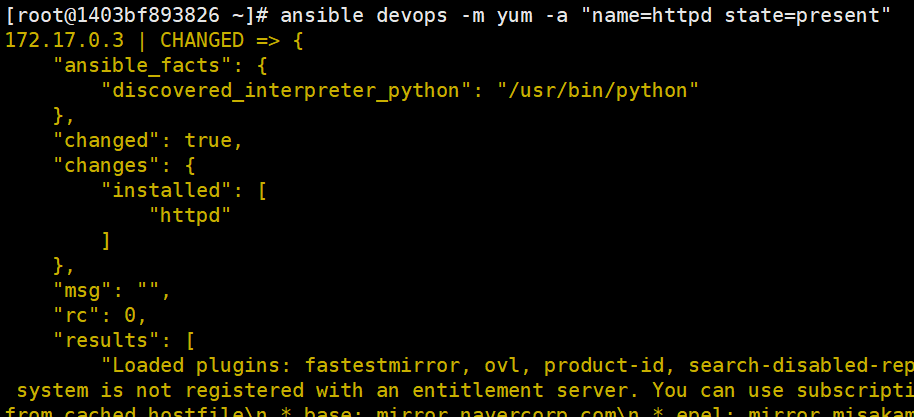 [root@1403bf893826 ~]# ansible devops -m yum -a "name=httpd state=present"
172.17.0.3 | CHANGED => {
    "ansible_facts": {
        "discovered_interpreter_python": "/usr/bin/python"
    },
    "changed": true,
    "changes": {
        "installed": [
            "httpd"
        ]
    },
    "msg": "",
    "rc": 0,
    "results": [
        "Loaded plugins: fastestmirror, ovl, product-id, search-disabled-rep
 system is not registered with an entitlement server. You can use subscripti
from cached hostfile\n * base: mirror.navercorp.com\n * epel: mirror.misakam